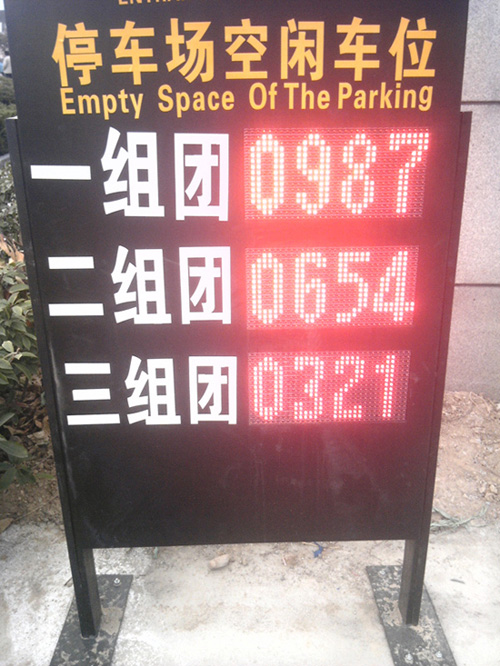 停车场空闲车位
Empty Space Of The Parking
一组团 0987
二组团 0654
三组团 0321